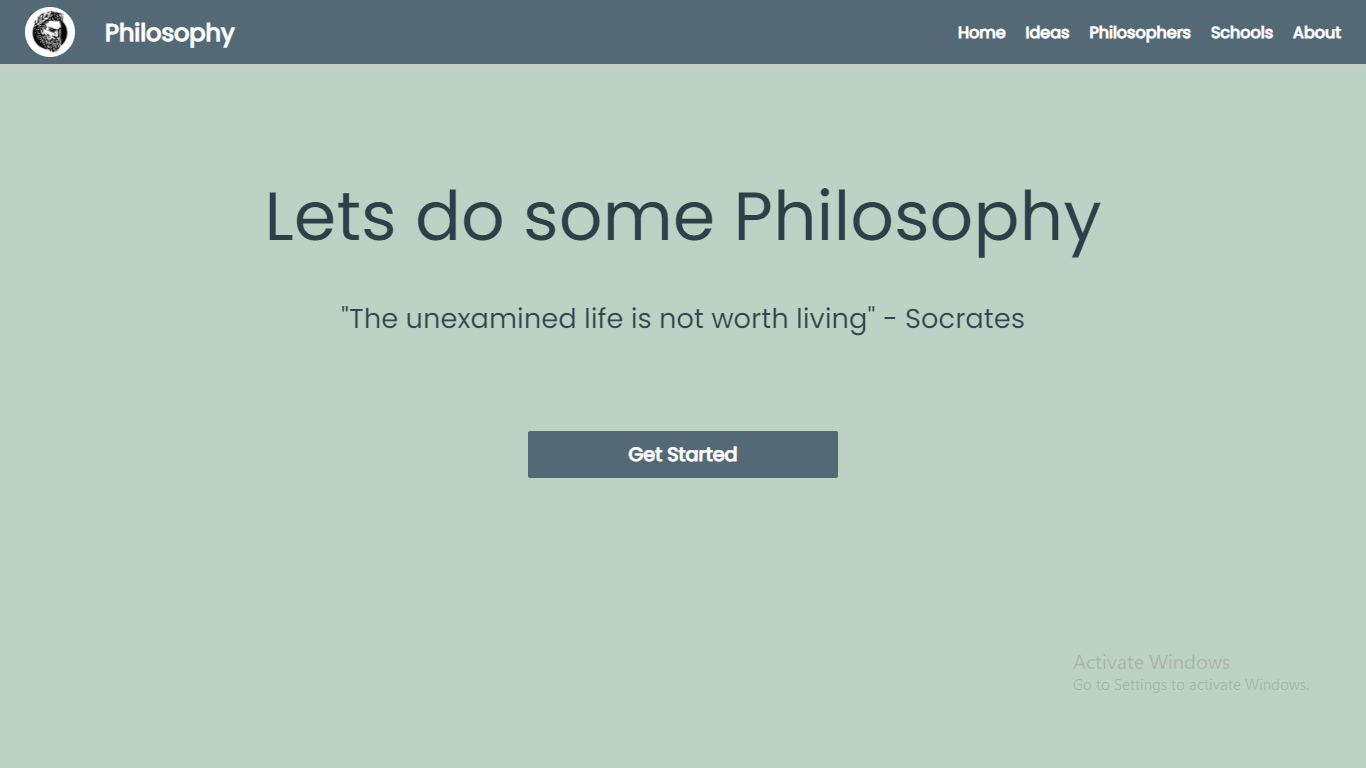 Philosophy
Home Ideas Philosophers Schools About
Lets do some Philosophy
"The unexamined life is not worth living" - Socrates
Get Started
Activate Windows
Go to Settings to activate Windows.